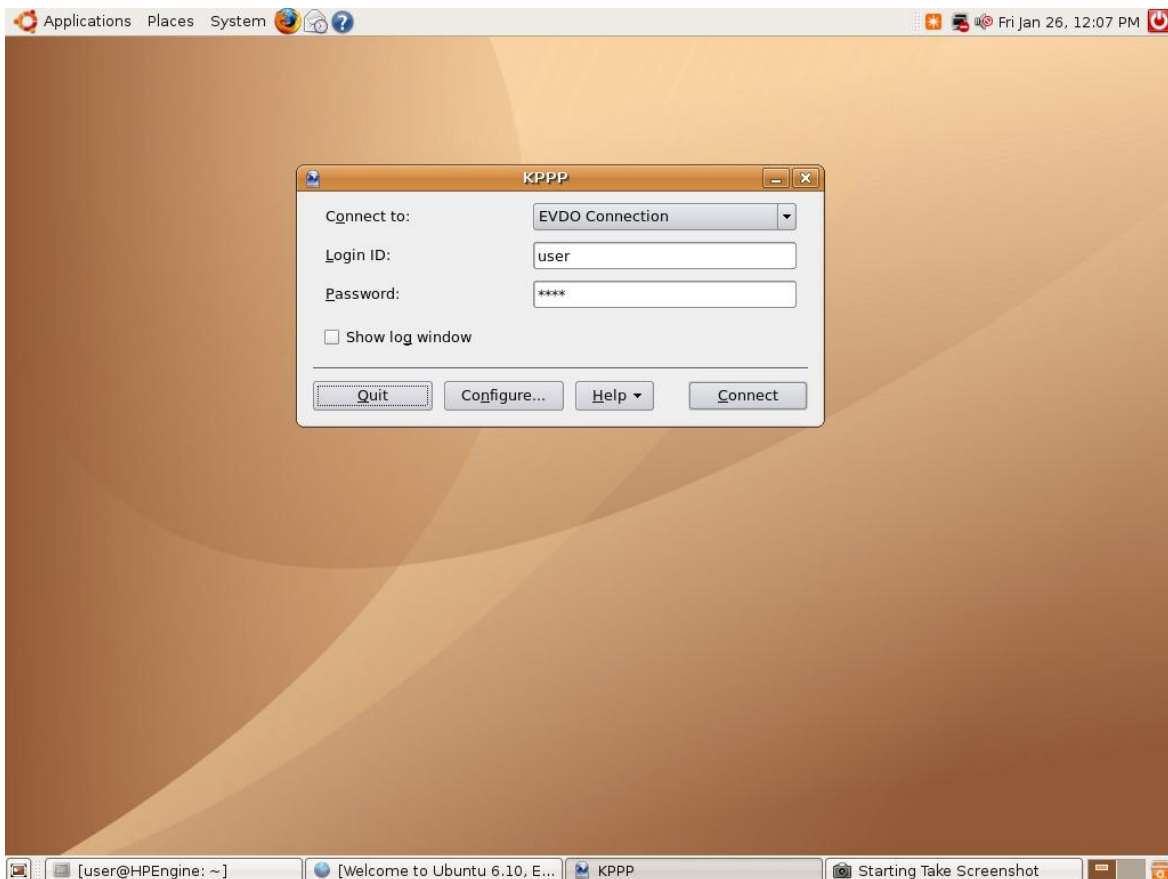 Applications Places System
Fri Jan 26, 12:07 PM
KPPP
Connect to: EVDO Connection
Login ID: user
Password: ****
Show log window
Quit Configure... Help Connect
[user@HPEngine: ~] [Welcome to Ubuntu 6.10, E... KPPP Starting Take Screenshot